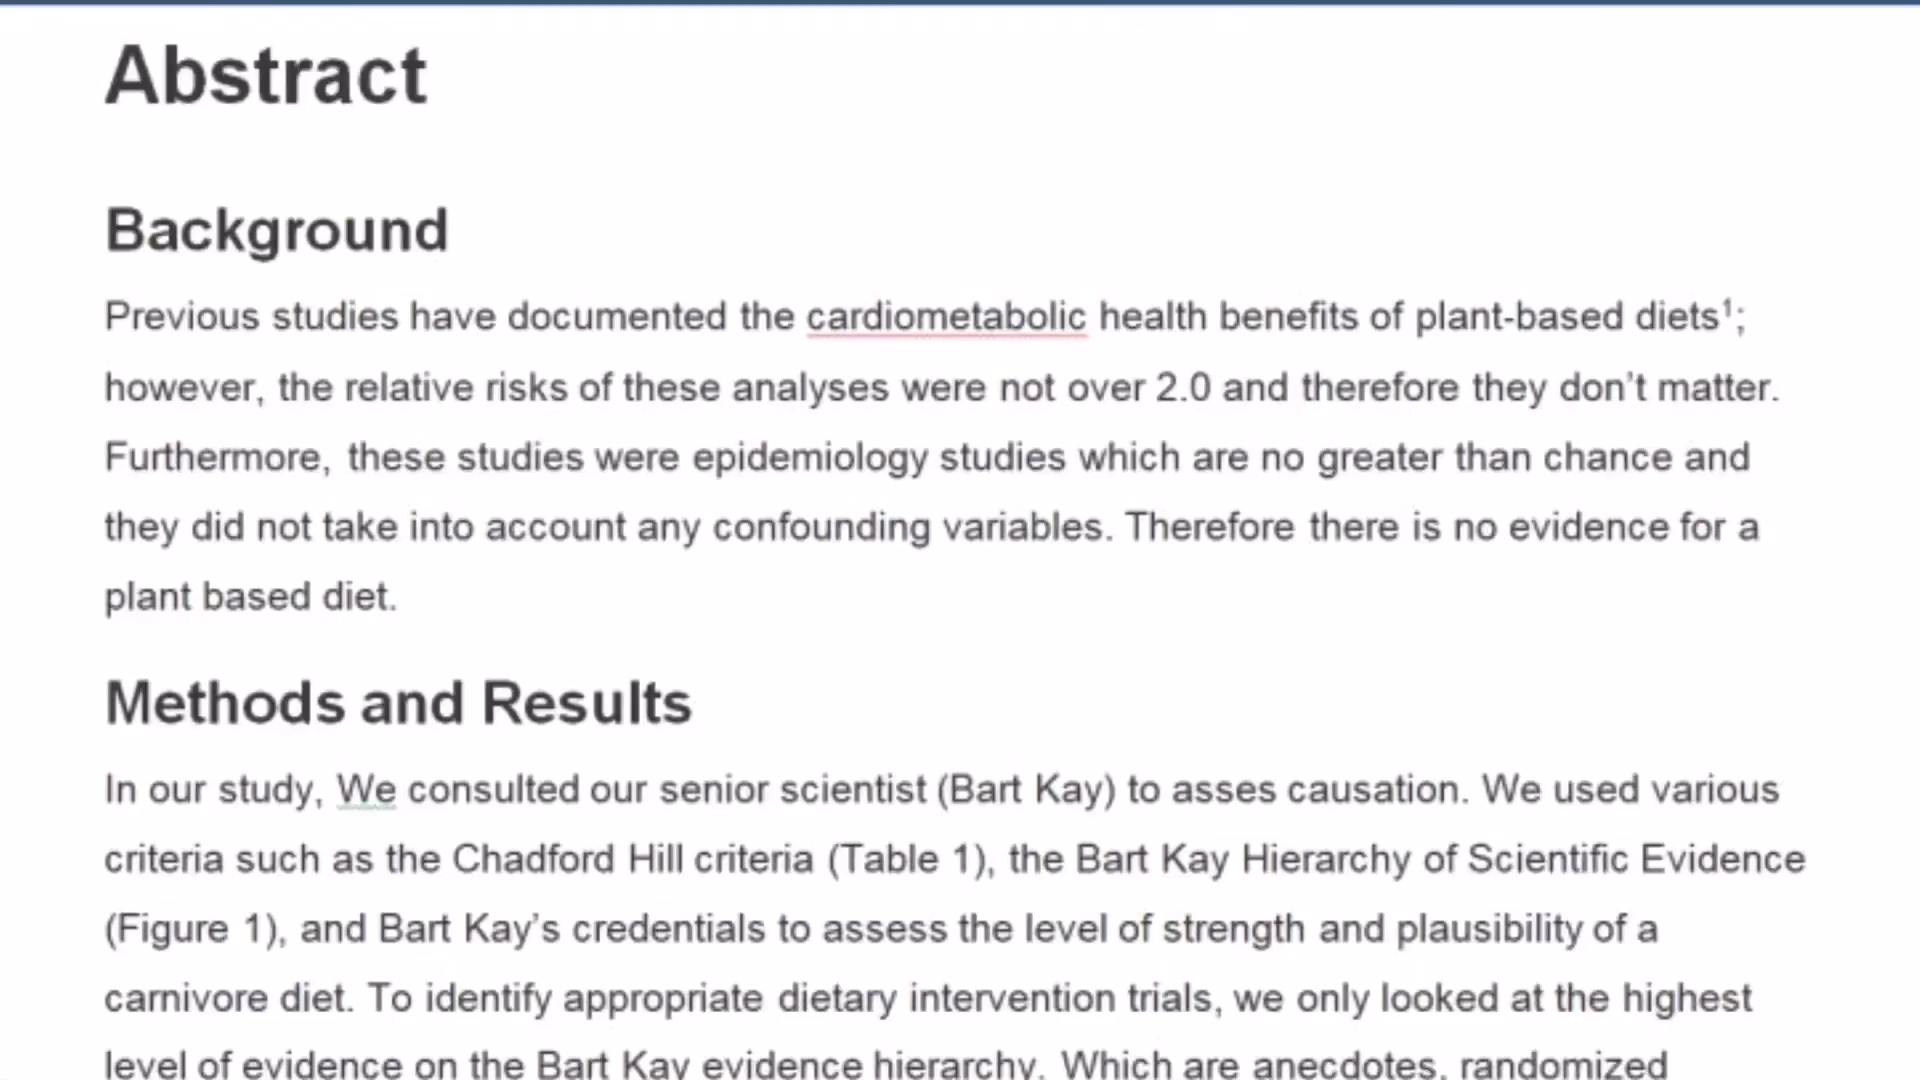 Abstract
Background
Previous studies have documented the cardiometabolic health benefits of plant-based diets¹;
however, the relative risks of these analyses were not over 2.0 and therefore they don’t matter.
Furthermore, these studies were epidemiology studies which are no greater than chance and
they did not take into account any confounding variables. Therefore there is no evidence for a
plant based diet.
Methods and Results
In our study, We consulted our senior scientist (Bart Kay) to asses causation. We used various
criteria such as the Chadford Hill criteria (Table 1), the Bart Kay Hierarchy of Scientific Evidence
(Figure 1), and Bart Kay’s credentials to assess the level of strength and plausibility of a
carnivore diet. To identify appropriate dietary intervention trials, we only looked at the highest
level of evidence on the Bart Kay evidence hierarchy. Which are anecdotes, randomized